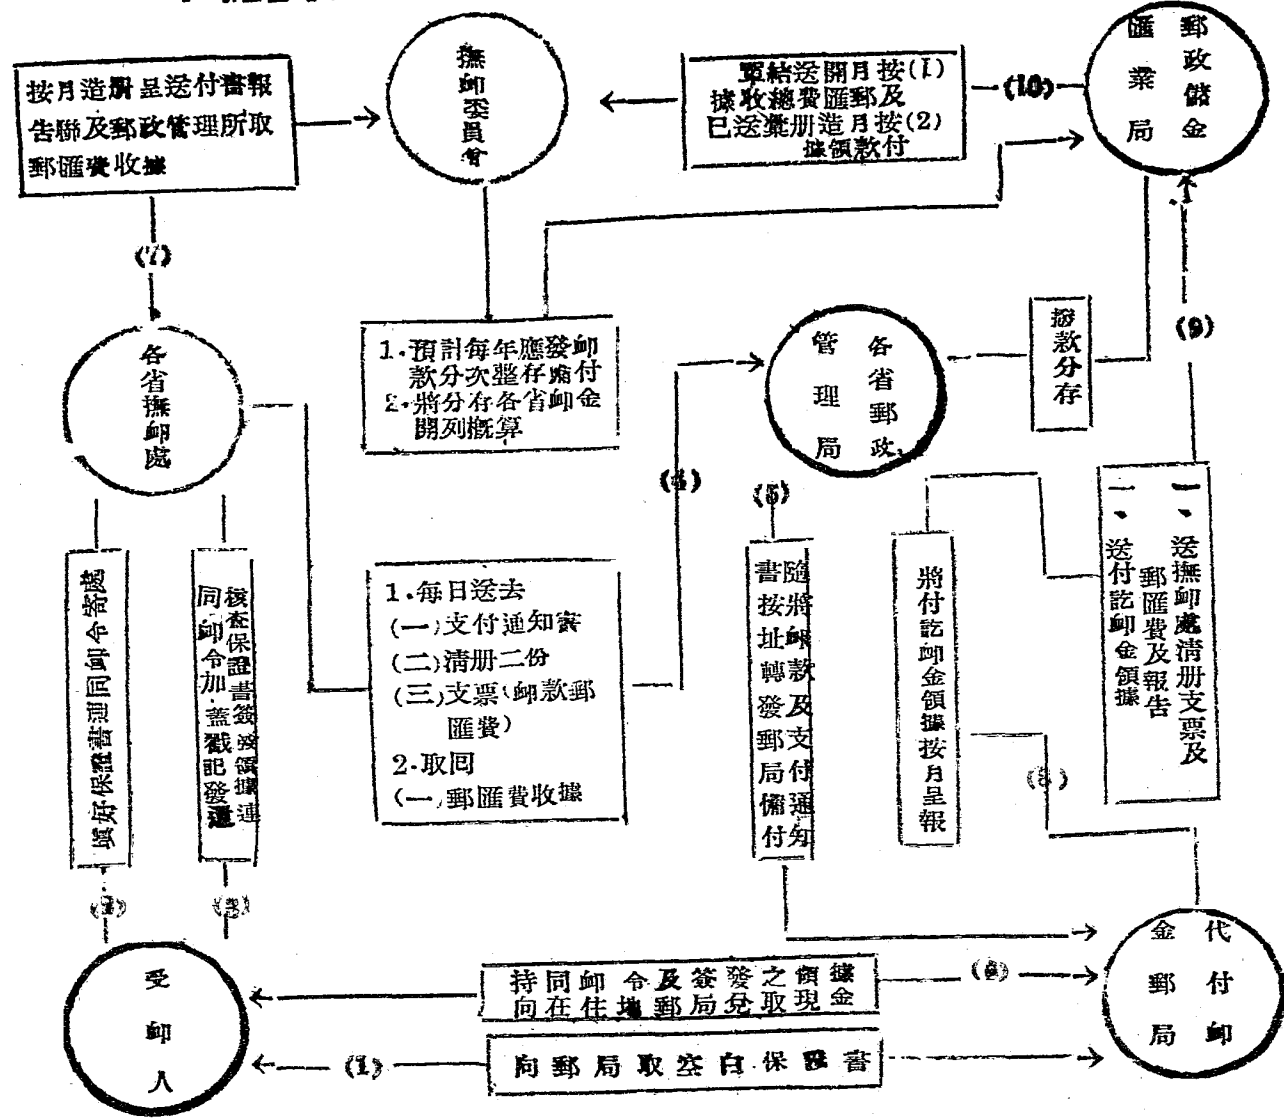 撫卹委員會
郵政儲金
匯業局
按月造册呈送付書報
告聯及郵政管理所取
郵匯費收據
單結送開月按(1)
據收總費匯郵及
已送彙册造月按(2)
據領款付
(10)
(7)
各省撫卹處
1.預計每年應發卹
款分次整存備付
2.將分存各省卹金
開列概算
各省郵政
管理局
撥款分存
(9)
(4)
(5)
填好保證書連同卹令寄處
核查保證書簽發領據連
同卹令加蓋戳記發還
1.每日送去
(一)支付通知書
(二)清册二份
(三)支票(卹款郵
匯費)
2.取回
(一)郵匯費收據
隨將卹款及支付通知
書按址轉發郵局備付
將付訖卹金領據按月呈報
一、送撫卹處清册支票及
郵匯費及報告
一、送付訖卹金領據
(8)
(2)
(3)
受卹人
持同卹令及簽發之領據
向在住地郵局兌取現金
(6)
代付卹
金郵局
(1)
向郵局取空白保證書